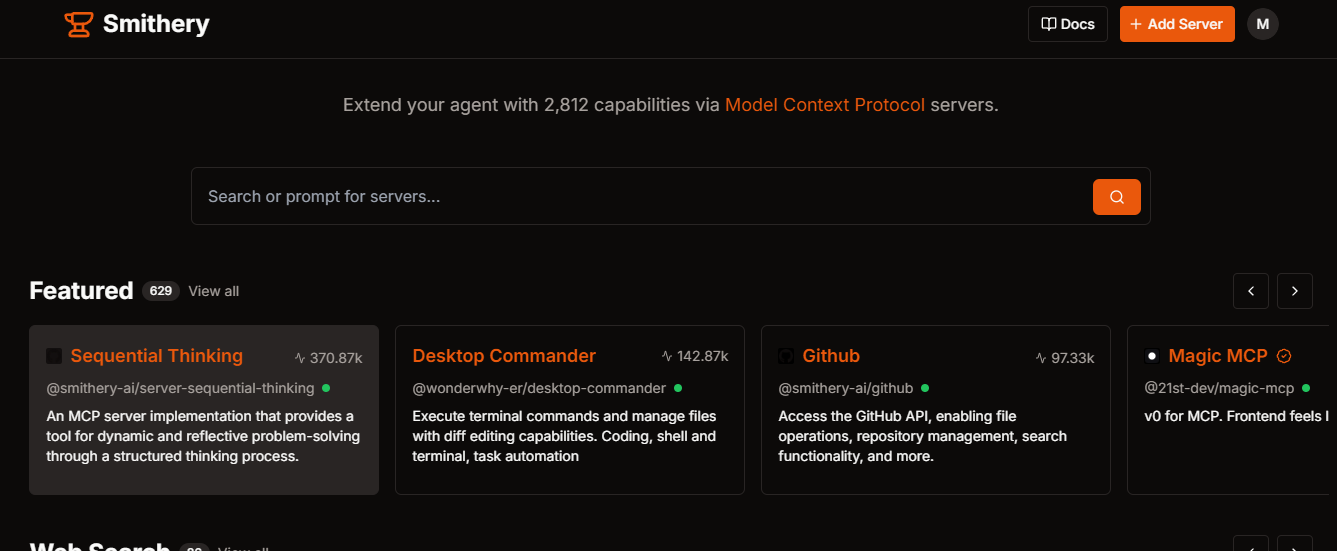 Smithery
Docs
+ Add Server
M
Extend your agent with 2,812 capabilities via Model Context Protocol servers.
Search or prompt for servers...
Featured 629 View all
Sequential Thinking 370.87k
@smithery-ai/server-sequential-thinking
An MCP server implementation that provides a
tool for dynamic and reflective problem-solving
through a structured thinking process.
Desktop Commander 142.87k
@wonderwhy-er/desktop-commander
Execute terminal commands and manage files
with diff editing capabilities. Coding, shell and
terminal, task automation
Github 97.33k
@smithery-ai/github
Access the GitHub API, enabling file
operations, repository management, search
functionality, and more.
Magic MCP
@21st-dev/magic-mcp
v0 for MCP. Frontend feels
Web Search View all